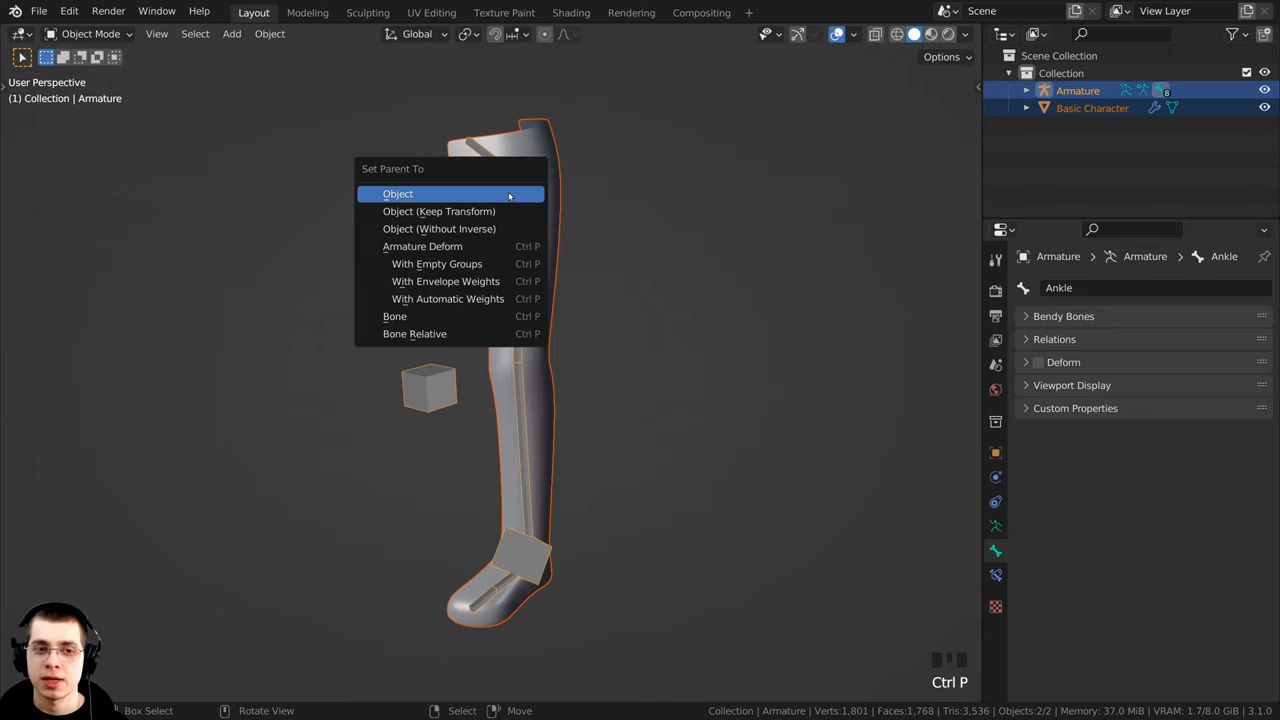 File Edit Render Window Help Layout Modeling Sculpting UV Editing Texture Paint Shading Rendering Compositing + Scene View Layer
Object Mode View Select Add Object Global
Options
User Perspective
(1) Collection | Armature
Set Parent To
Object
Object (Keep Transform)
Object (Without Inverse)
Armature Deform Ctrl P
With Empty Groups Ctrl P
With Envelope Weights Ctrl P
With Automatic Weights Ctrl P
Bone Ctrl P
Bone Relative Ctrl P
Scene Collection
Collection
Armature 8
Basic Character
Armature Armature Ankle
Ankle
Bendy Bones
Relations
Deform
Viewport Display
Custom Properties
Ctrl P
Box Select Rotate View Select Move Collection | Armature | Verts:1,801 | Faces:1,768 | Tris:3,536 | Objects:2/2 | Memory: 37.0 MiB | VRAM: 1.7/8.0 GiB | 3.1.0